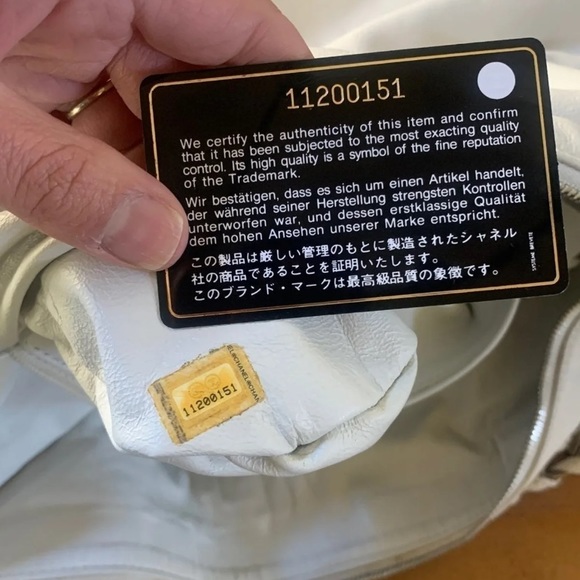 11200151
We certify the authenticity of this item and confirm
that it has been subjected to the most exacting quality
control. Its high quality is a symbol of the fine reputation
of the Trademark.
Wir bestätigen, dass es sich um einen Artikel handelt,
der während seiner Herstellung strengsten Kontrollen
unterworfen war, und dessen erstklassige Qualität
dem hohen Ansehen unserer Marke entspricht.
この製品は厳しい管理のもとに製造されたシャネル
社の商品であることを証明いたします。
このブランド・マークは最高級品質の象徴です。
11200151